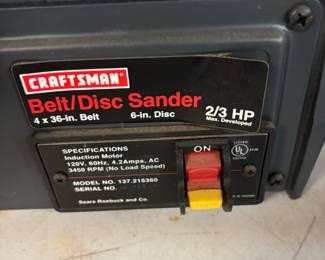 CRAFTSMAN
Belt/Disc Sander
4 x 36-in. Belt 6-in. Disc 2/3 HP
Max. Developed
SPECIFICATIONS
Induction Motor
120V, 60Hz, 4.2Amps, AC
3450 RPM (No Load Speed)
MODEL NO. 137.215360
SERIAL NO.
Sears Roebuck and Co.
ON
UL
LISTED